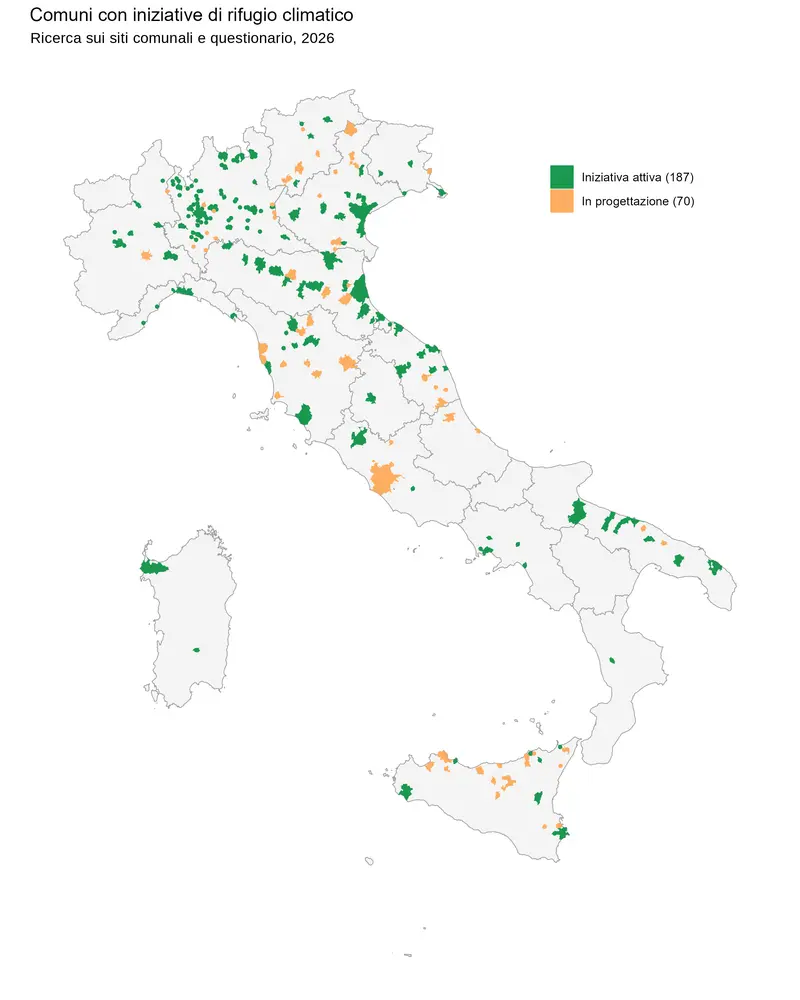 Comuni con iniziative di rifugio climatico
Ricerca sui siti comunali e questionario, 2026
Iniziativa attiva (187)
In progettazione (70)